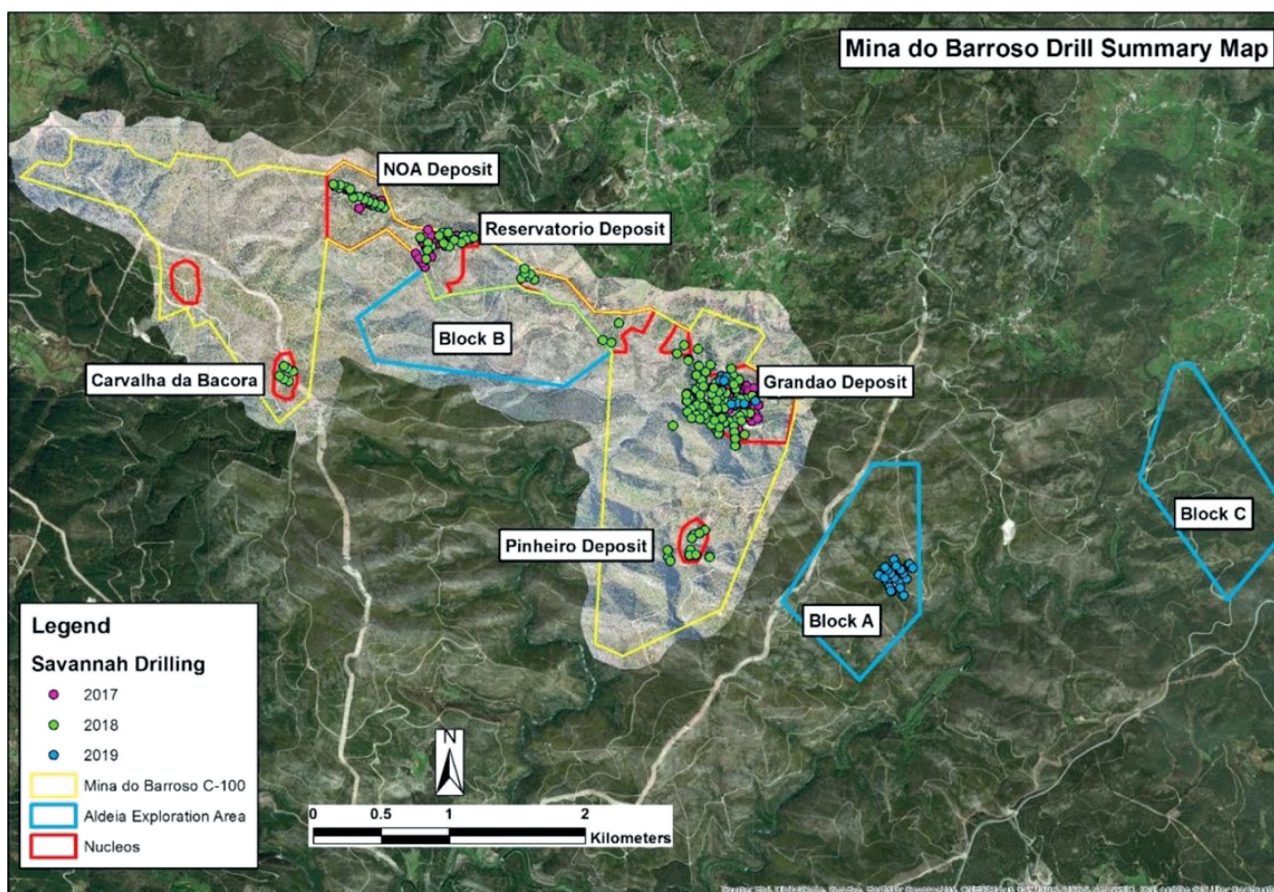 Mina do Barroso Drill Summary Map
NOA Deposit
Reservatorio Deposit
Block B
Carvalha da Bacora
Grandao Deposit
Block C
Pinheiro Deposit
Block A
Legend
Savannah Drilling
2017
2018
2019
Mina do Barroso C-100
Aldeia Exploration Area
Nucleos
N
0 0.5 1 2
Kilometers